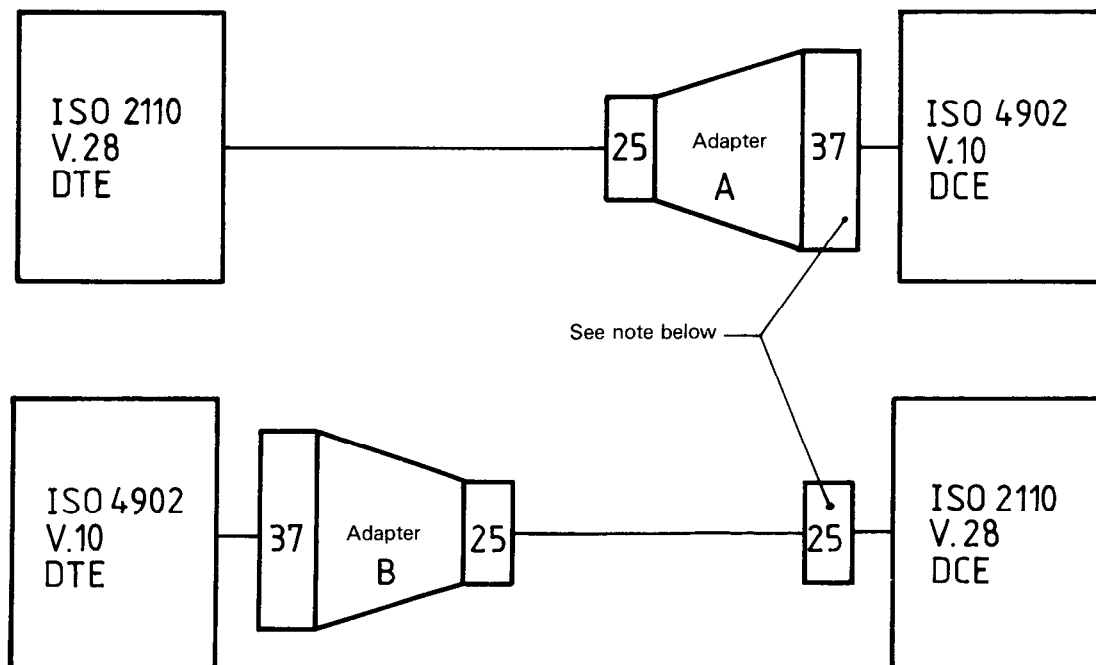 ISO 2110
V.28
DTE
25
Adapter
A
37
ISO 4902
V.10
DCE
See note below
ISO 4902
V.10
DTE
37
Adapter
B
25
25
ISO 2110
V.28
DCE